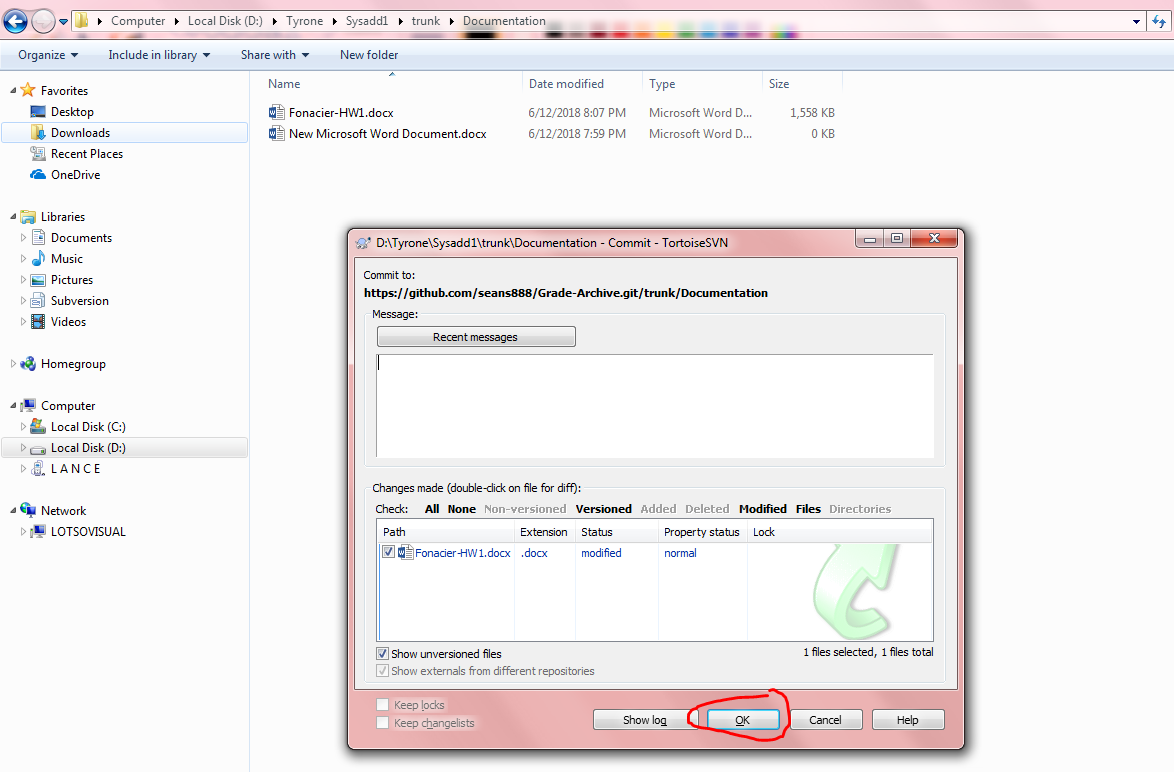 Computer Local Disk (D:) Tyrone Sysadd1 trunk Documentation
Organize Include in library Share with New folder
Name Date modified Type Size
Favorites
Desktop
Downloads
Recent Places
OneDrive
Libraries
Documents
Music
Pictures
Subversion
Videos
Homegroup
Computer
Local Disk (C:)
Local Disk (D:)
L A N C E
Network
LOTSOVISUAL
Fonacier-HW1.docx 6/12/2018 8:07 PM Microsoft Word D... 1,558 KB
New Microsoft Word Document.docx 6/12/2018 7:59 PM Microsoft Word D... 0 KB
D:\Tyrone\Sysadd1\trunk\Documentation - Commit - TortoiseSVN
Commit to:
https://github.com/seans888/Grade-Archive.git/trunk/Documentation
Message:
Recent messages
Changes made (double-click on file for diff):
Check: All None Non-versioned Versioned Added Deleted Modified Files Directories
Path Extension Status Property status Lock
Fonacier-HW1.docx .docx modified normal
Show unversioned files 1 files selected, 1 files total
Show externals from different repositories
Keep locks
Keep changelists
Show log OK Cancel Help